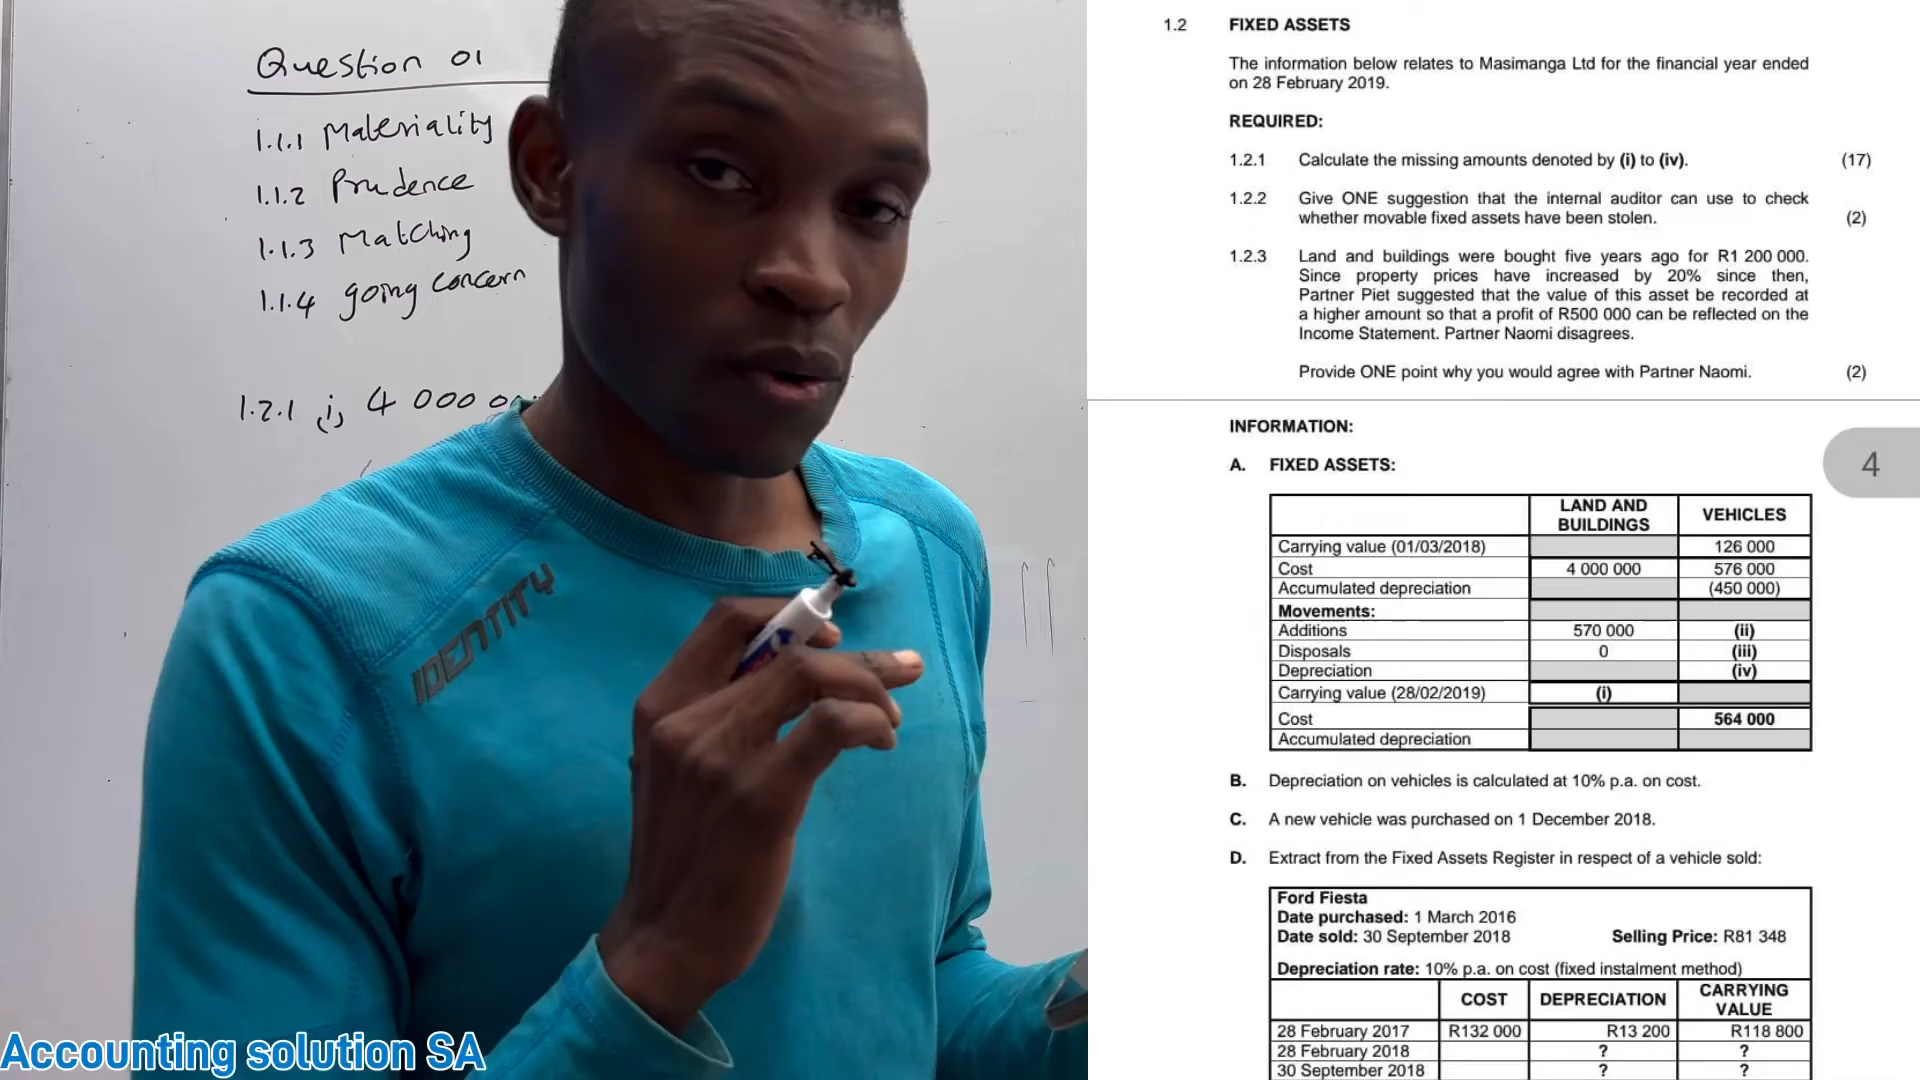 Question 01
1.1.1 Materiality
1.1.2 Prudence
1.1.3 Matching
1.1.4 going concern
1.2.1 (i) 4 000
IDENTITY
Accounting solution SA
1.2 FIXED ASSETS
The information below relates to Masimanga Ltd for the financial year ended
on 28 February 2019.
REQUIRED:
1.2.1 Calculate the missing amounts denoted by (i) to (iv). (17)
1.2.2 Give ONE suggestion that the internal auditor can use to check
whether movable fixed assets have been stolen. (2)
1.2.3 Land and buildings were bought five years ago for R1 200 000.
Since property prices have increased by 20% since then,
Partner Piet suggested that the value of this asset be recorded at
a higher amount so that a profit of R500 000 can be reflected on the
Income Statement. Partner Naomi disagrees.
Provide ONE point why you would agree with Partner Naomi. (2)
INFORMATION:
4
A. FIXED ASSETS:
LAND AND
BUILDINGS
VEHICLES
Carrying value (01/03/2018) 126 000
Cost 4 000 000 576 000
Accumulated depreciation (450 000)
Movements:
Additions 570 000 (ii)
Disposals 0 (iii)
Depreciation (iv)
Carrying value (28/02/2019) (i)
Cost 564 000
Accumulated depreciation
B. Depreciation on vehicles is calculated at 10% p.a. on cost.
C. A new vehicle was purchased on 1 December 2018.
D. Extract from the Fixed Assets Register in respect of a vehicle sold:
Ford Fiesta
Date purchased: 1 March 2016
Date sold: 30 September 2018 Selling Price: R81 348
Depreciation rate: 10% p.a. on cost (fixed instalment method)
COST DEPRECIATION CARRYING
VALUE
28 February 2017 R132 000 R13 200 R118 800
28 February 2018 ? ?
30 September 2018 ? ?